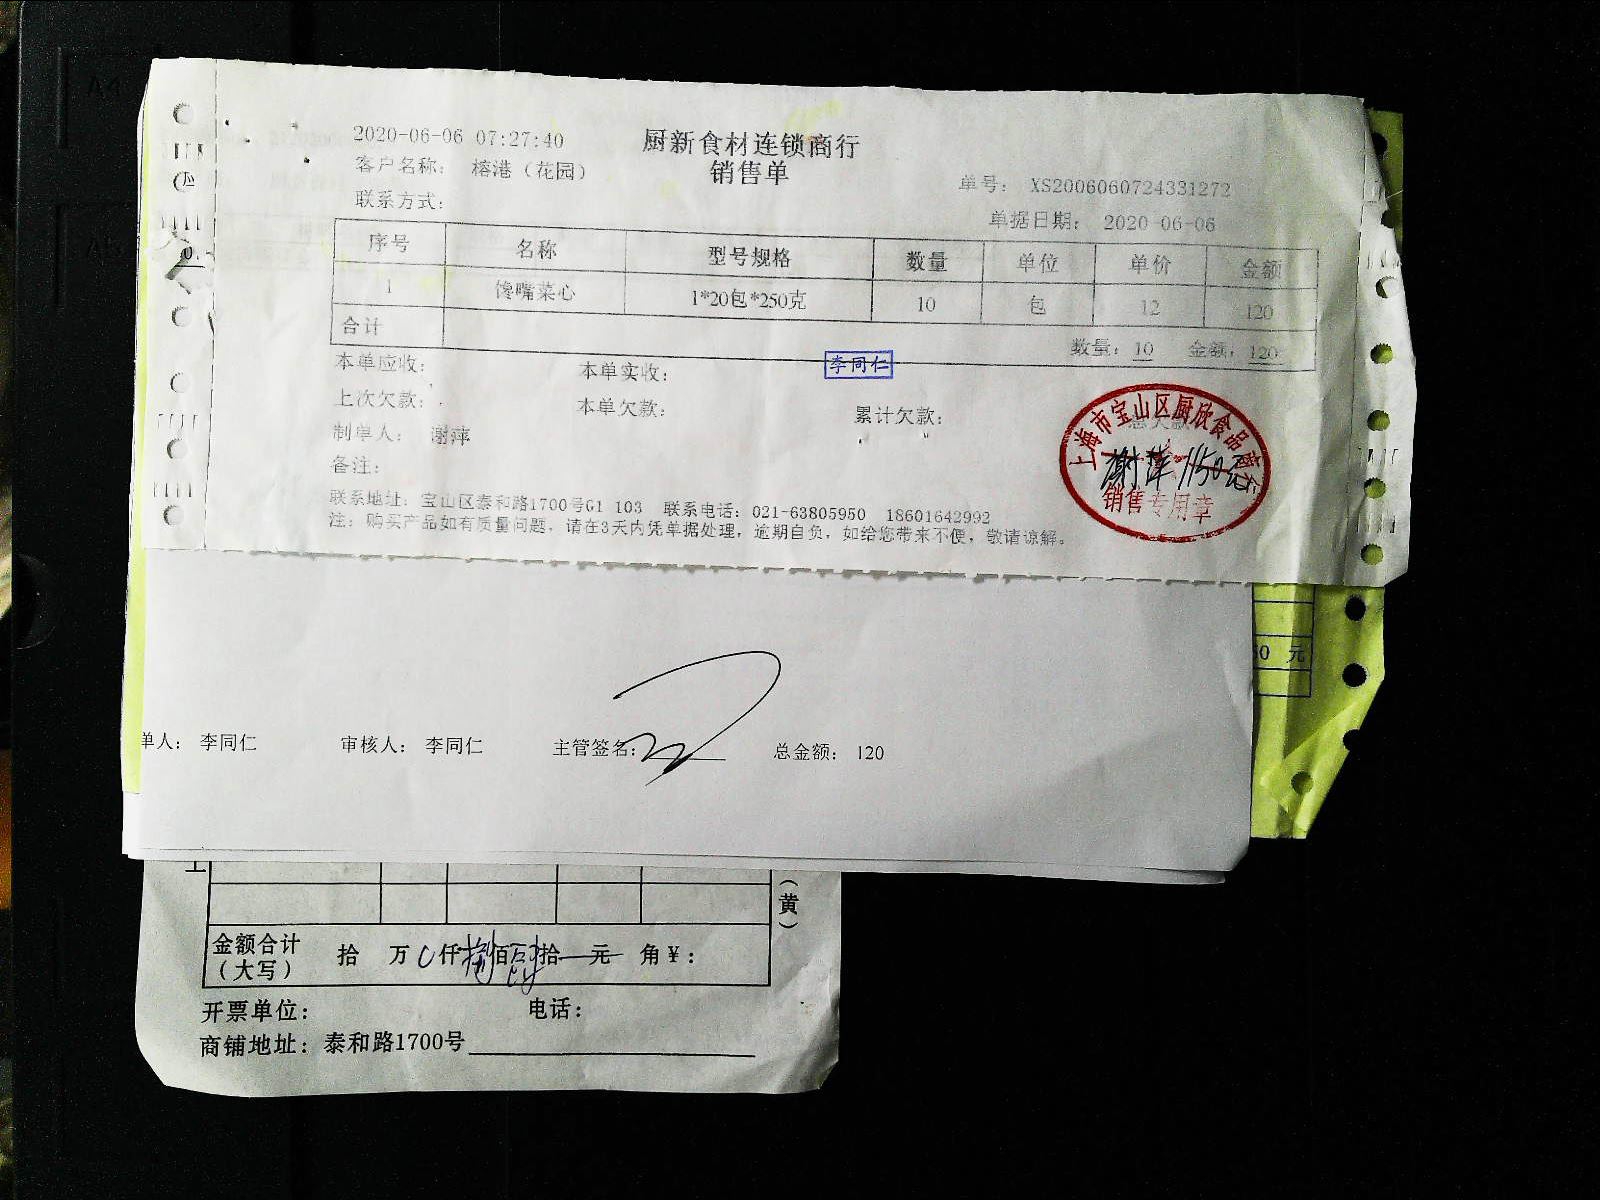 2020-06-06 07:27:40
厨新食材连锁商行
销售单
客户名称： 榕港（花园）
单号： XS2006060724331272
联系方式：
单据日期： 2020-06-06
序号 名称 型号规格 数量 单位 单价 金额
1 馋嘴菜心 1*20包*250克 10 包 12 120
合计
数量：10 金额：120
本单应收： 本单实收：
李同仁
上次欠款： 本单欠款： 累计欠款：
制单人： 谢萍
备注：
上海市宝山区厨欣食品商行
谢萍 1150元
销售专用章
联系地址：宝山区泰和路1700号G1 103 联系电话：021-63805950 18601642992
注：购买产品如有质量问题，请在3天内凭单据处理，逾期自负，如给您带来不便，敬请谅解。
0 元
单人： 李同仁 审核人： 李同仁 主管签名： 总金额： 120
（黄）
金额合计
（大写）
拾 万 仟 捌佰 拾 元 角￥：
开票单位： 电话：
商铺地址：泰和路1700号